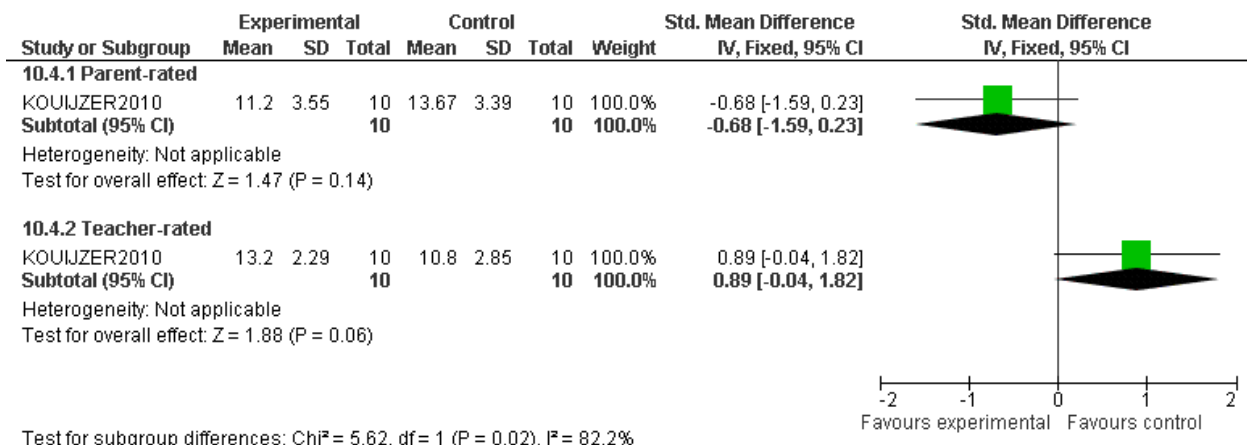 Experimental Control Std. Mean Difference Std. Mean Difference
Study or Subgroup Mean SD Total Mean SD Total Weight IV, Fixed, 95% CI IV, Fixed, 95% CI
10.4.1 Parent-rated
KOUIJZER2010 11.2 3.55 10 13.67 3.39 10 100.0% -0.68 [-1.59, 0.23]
Subtotal (95% CI) 10 10 100.0% -0.68 [-1.59, 0.23]
Heterogeneity: Not applicable
Test for overall effect: Z = 1.47 (P = 0.14)
10.4.2 Teacher-rated
KOUIJZER2010 13.2 2.29 10 10.8 2.85 10 100.0% 0.89 [-0.04, 1.82]
Subtotal (95% CI) 10 10 100.0% 0.89 [-0.04, 1.82]
Heterogeneity: Not applicable
Test for overall effect: Z = 1.88 (P = 0.06)
-2 -1 0 1 2
Favours experimental Favours control
Test for subgroup differences: Chi² = 5.62, df = 1 (P = 0.02), I² = 82.2%